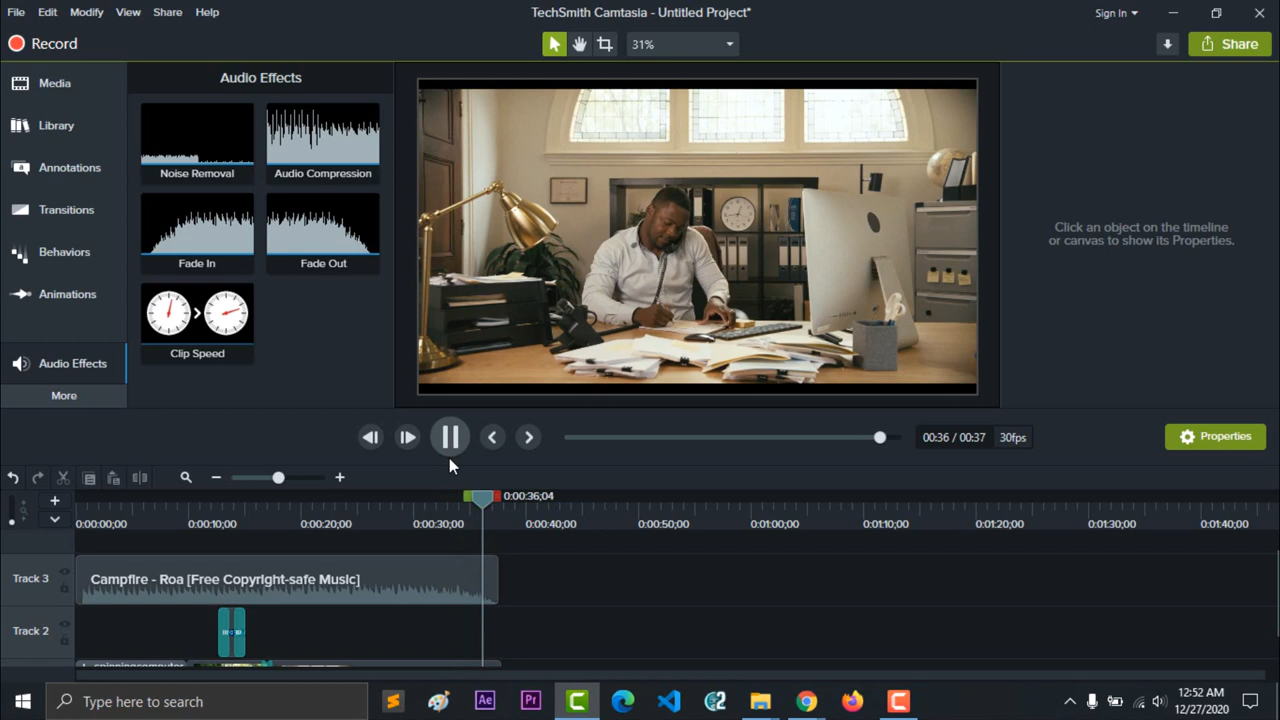 File Edit Modify View Share Help
TechSmith Camtasia - Untitled Project*
Sign In
Record
31%
Share
Media
Library
Annotations
Transitions
Behaviors
Animations
Audio Effects
More
Audio Effects
Noise Removal
Audio Compression
Fade In
Fade Out
Clip Speed
Click an object on the timeline
or canvas to show its Properties.
00:36 / 00:37 30fps
Properties
0:00:36;04
0:00:00;00 0:00:10;00 0:00:20;00 0:00:30;00 0:00:40;00 0:00:50;00 0:01:00;00 0:01:10;00 0:01:20;00 0:01:30;00 0:01:40;00
Track 3
Campfire - Roa [Free Copyright-safe Music]
Track 2
Type here to search
Ae
Pr
12:52 AM
12/27/2020